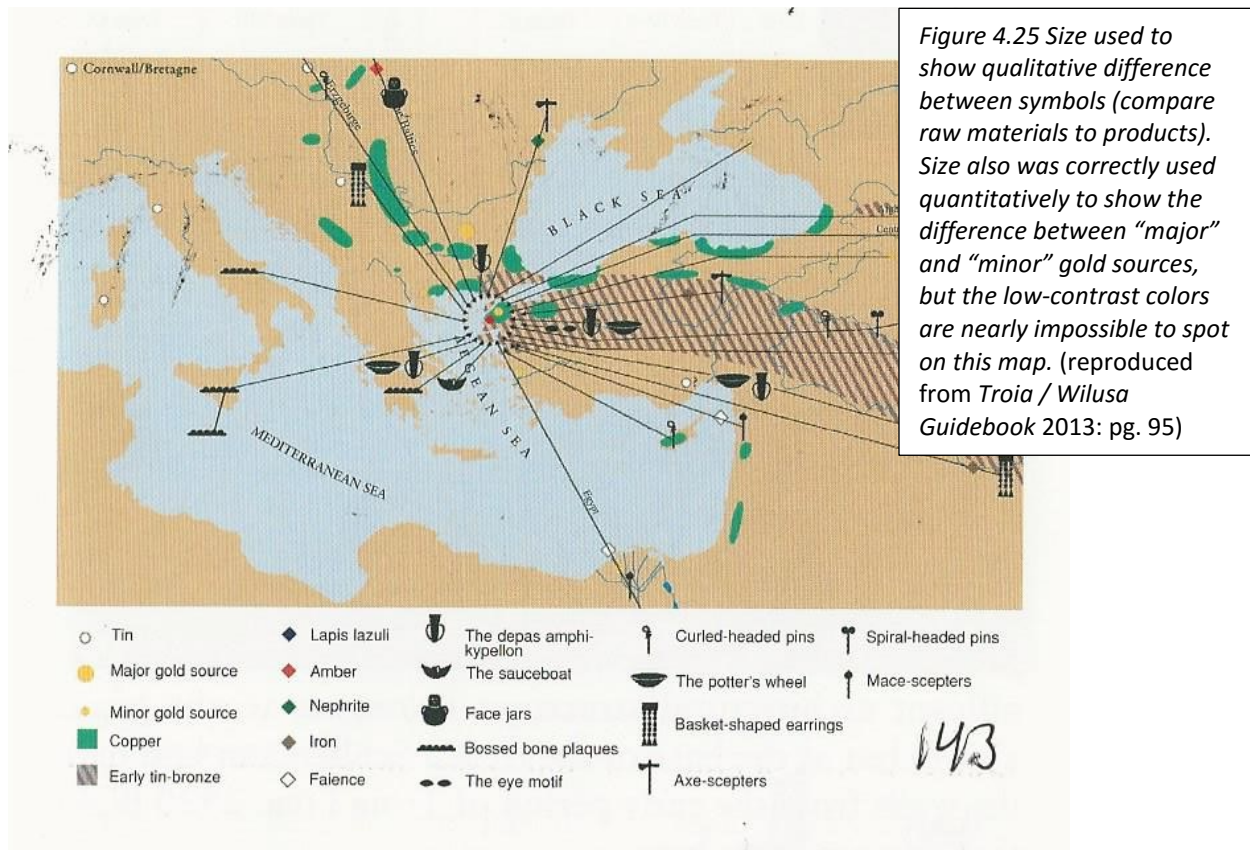 Figure 4.25 Size used to
show qualitative difference
between symbols (compare
raw materials to products).
Size also was correctly used
quantitatively to show the
difference between “major”
and “minor” gold sources,
but the low-contrast colors
are nearly impossible to spot
on this map. (reproduced
from Troia / Wilusa
Guidebook 2013: pg. 95)
Cornwall/Bretagne
Erzgebirge
Baltics
BLACK SEA
AEGEAN SEA
MEDITERRANEAN SEA
Egypt
?
Tin
Major gold source
Minor gold source
Copper
Early tin-bronze
Lapis lazuli
Amber
Nephrite
Iron
Faience
The depas amphi-
kypellon
The sauceboat
Face jars
Bossed bone plaques
The eye motif
Curled-headed pins
The potter's wheel
Basket-shaped earrings
Axe-scepters
Spiral-headed pins
Mace-scepters
143